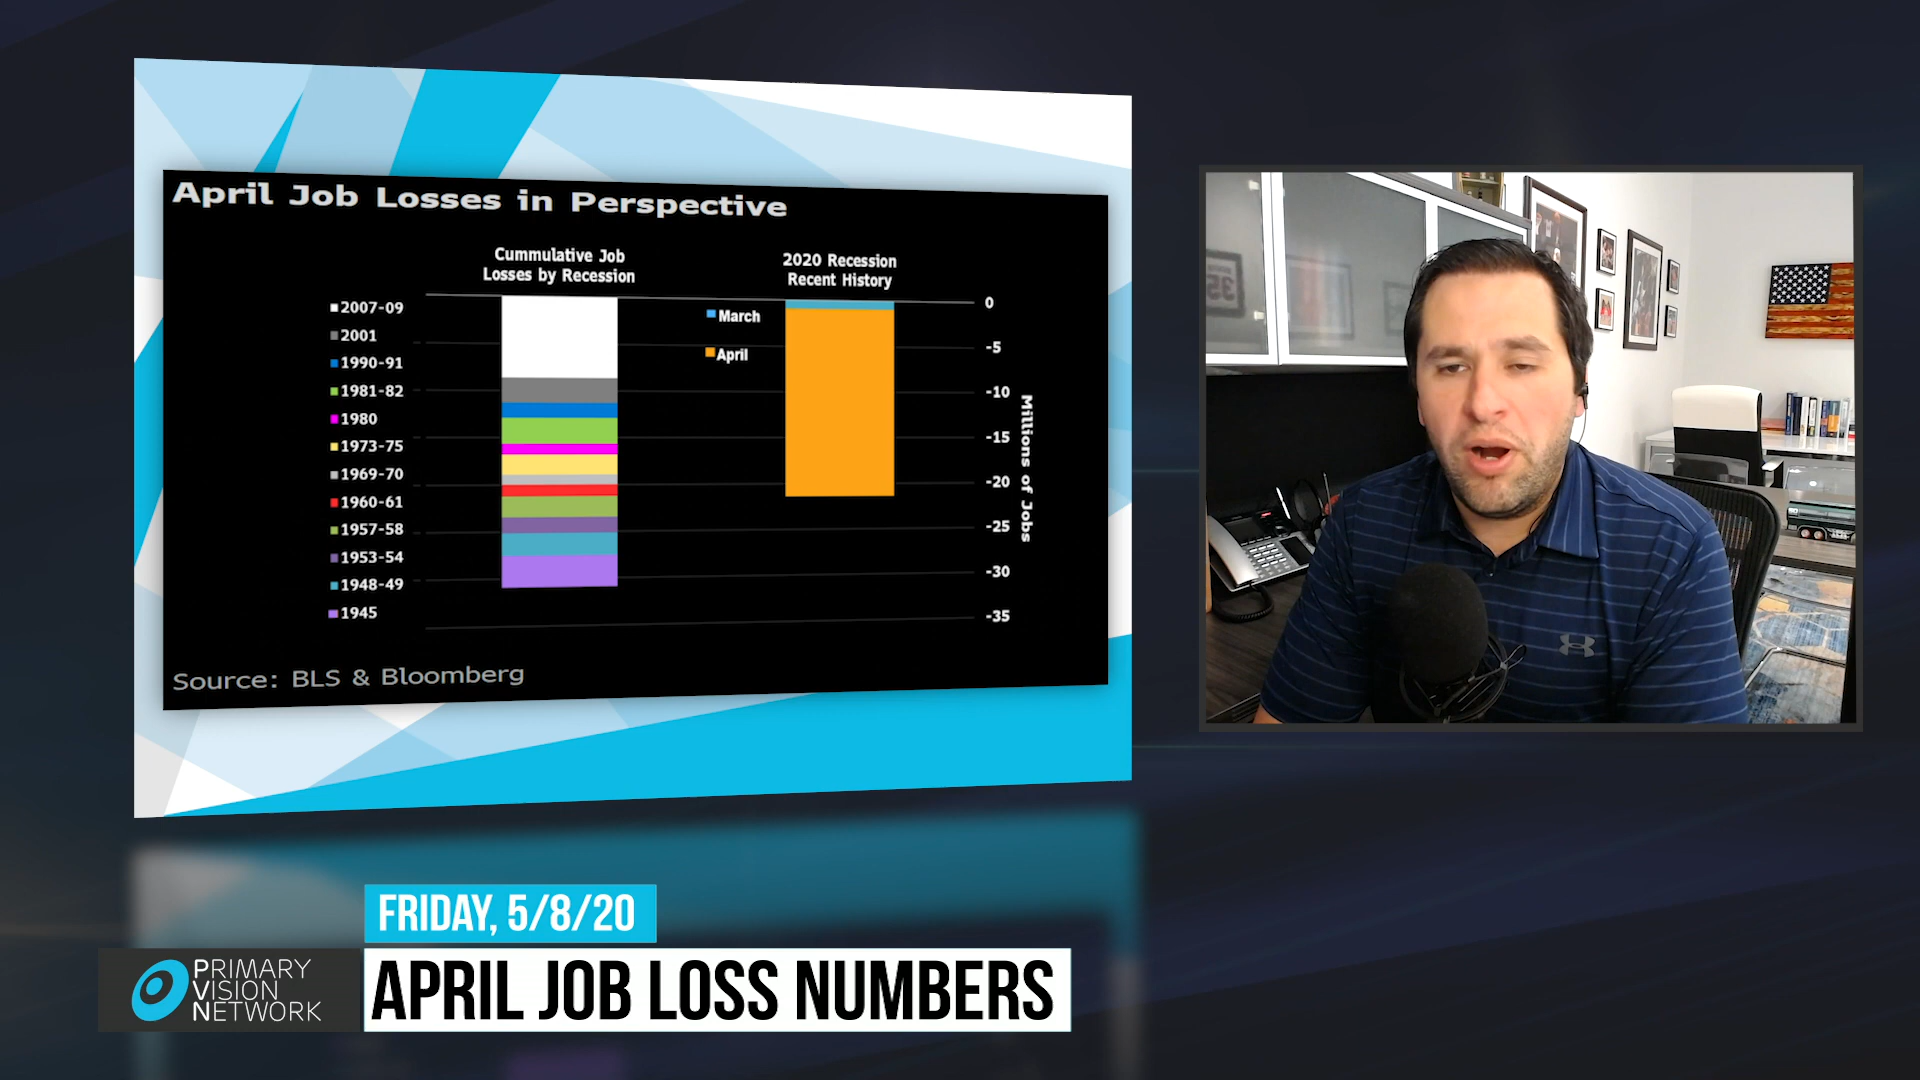 April Job Losses in Perspective
Cummulative Job
Losses by Recession
2020 Recession
Recent History
2007-09
2001
1990-91
1981-82
1980
1973-75
1969-70
1960-61
1957-58
1953-54
1948-49
1945
March
April
0
-5
-10
-15
-20
-25
-30
-35
Millions of Jobs
Source: BLS & Bloomberg
35
FRIDAY, 5/8/20
PRIMARY
VISION
NETWORK
APRIL JOB LOSS NUMBERS